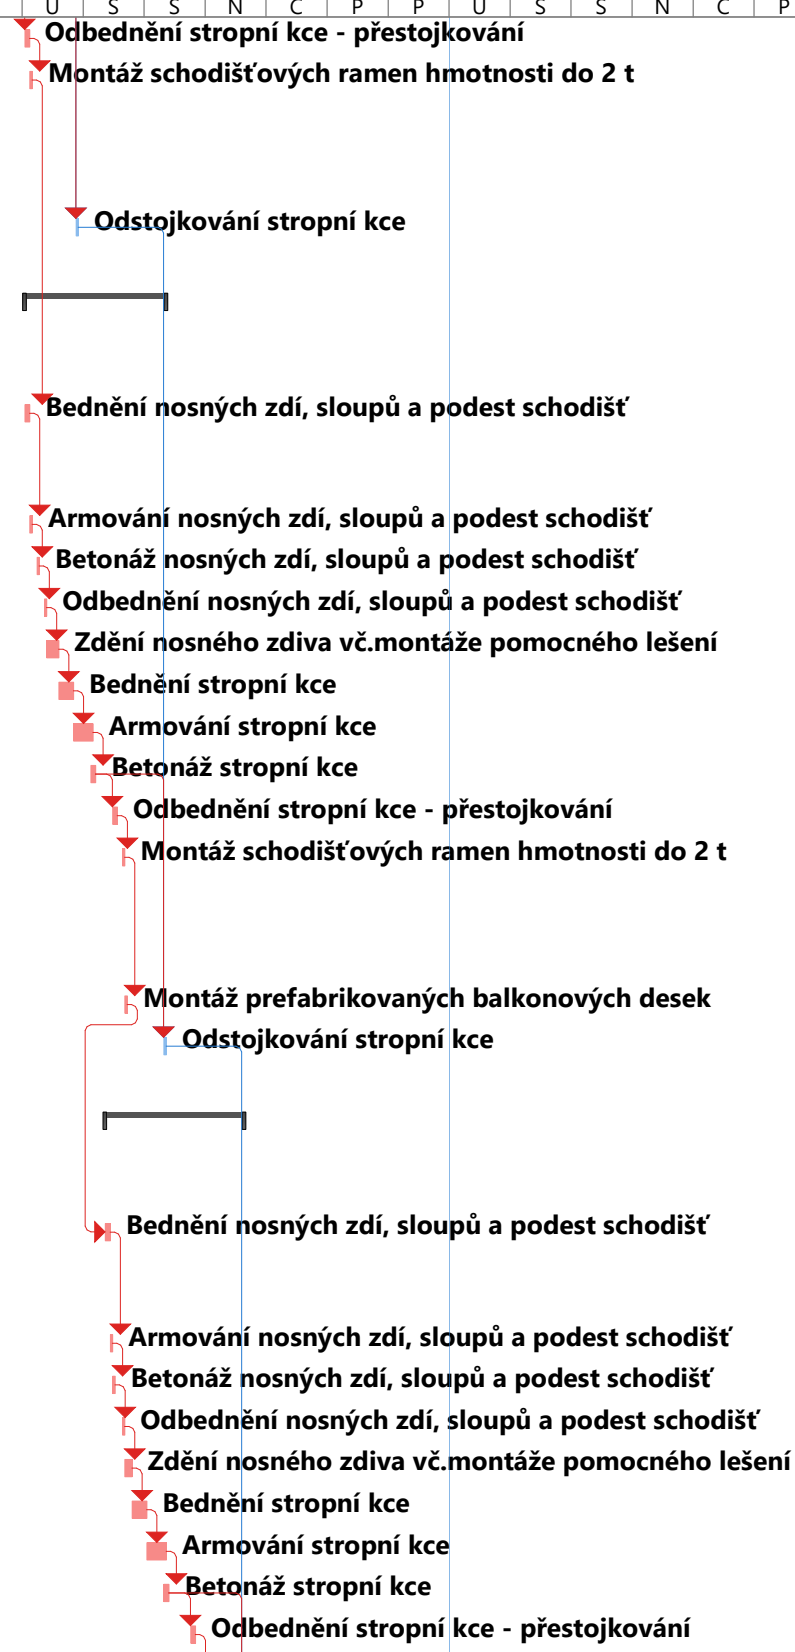 U S S N C P P U S S N C P
Odbednění stropní kce - přestojkování
Montáž schodišťových ramen hmotnosti do 2 t
Odstojkování stropní kce
Bednění nosných zdí, sloupů a podest schodišť
Armování nosných zdí, sloupů a podest schodišť
Betonáž nosných zdí, sloupů a podest schodišť
Odbednění nosných zdí, sloupů a podest schodišť
Zdění nosného zdiva vč.montáže pomocného lešení
Bednění stropní kce
Armování stropní kce
Betonáž stropní kce
Odbednění stropní kce - přestojkování
Montáž schodišťových ramen hmotnosti do 2 t
Montáž prefabrikovaných balkonových desek
Odstojkování stropní kce
Bednění nosných zdí, sloupů a podest schodišť
Armování nosných zdí, sloupů a podest schodišť
Betonáž nosných zdí, sloupů a podest schodišť
Odbednění nosných zdí, sloupů a podest schodišť
Zdění nosného zdiva vč.montáže pomocného lešení
Bednění stropní kce
Armování stropní kce
Betonáž stropní kce
Odbednění stropní kce - přestojkování